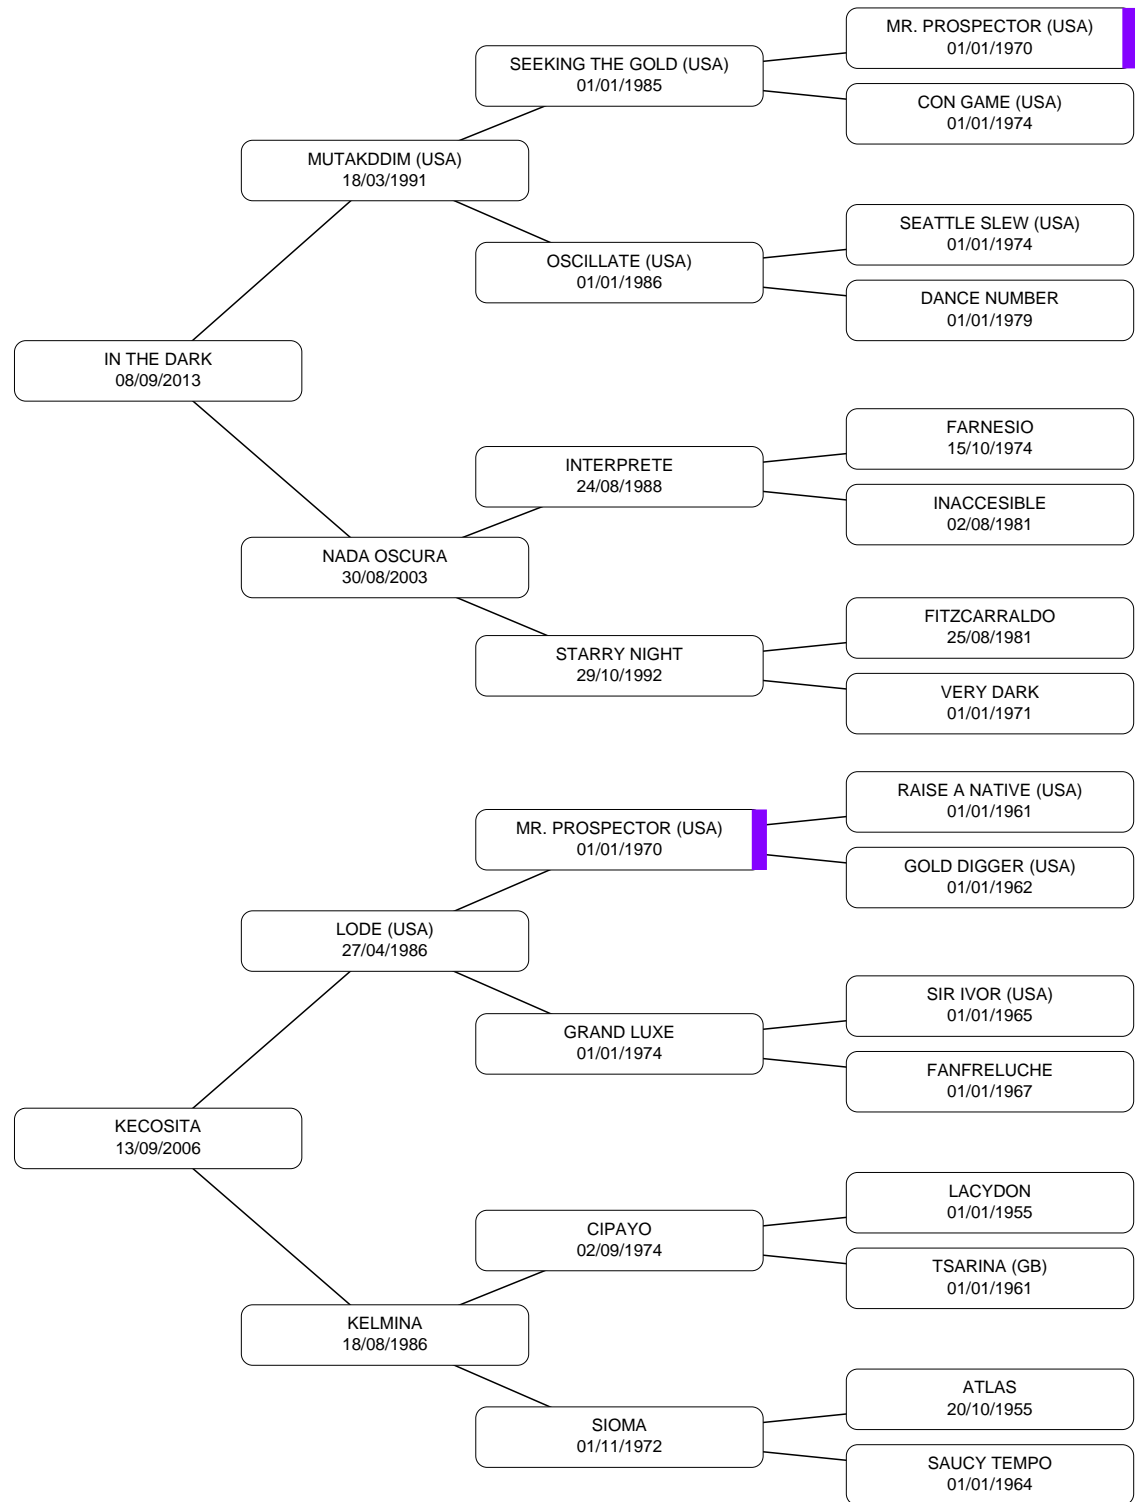 MR. PROSPECTOR (USA)
01/01/1970
SEEKING THE GOLD (USA)
01/01/1985
CON GAME (USA)
01/01/1974
MUTAKDDIM (USA)
18/03/1991
SEATTLE SLEW (USA)
01/01/1974
OSCILLATE (USA)
01/01/1986
DANCE NUMBER
01/01/1979
IN THE DARK
08/09/2013
FARNESIO
15/10/1974
INTERPRETE
24/08/1988
INACCESIBLE
02/08/1981
NADA OSCURA
30/08/2003
FITZCARRALDO
25/08/1981
STARRY NIGHT
29/10/1992
VERY DARK
01/01/1971
RAISE A NATIVE (USA)
01/01/1961
MR. PROSPECTOR (USA)
01/01/1970
GOLD DIGGER (USA)
01/01/1962
LODE (USA)
27/04/1986
SIR IVOR (USA)
01/01/1965
GRAND LUXE
01/01/1974
FANFRELUCHE
01/01/1967
KECOSITA
13/09/2006
LACYDON
01/01/1955
CIPAYO
02/09/1974
TSARINA (GB)
01/01/1961
KELMINA
18/08/1986
ATLAS
20/10/1955
SIOMA
01/11/1972
SAUCY TEMPO
01/01/1964